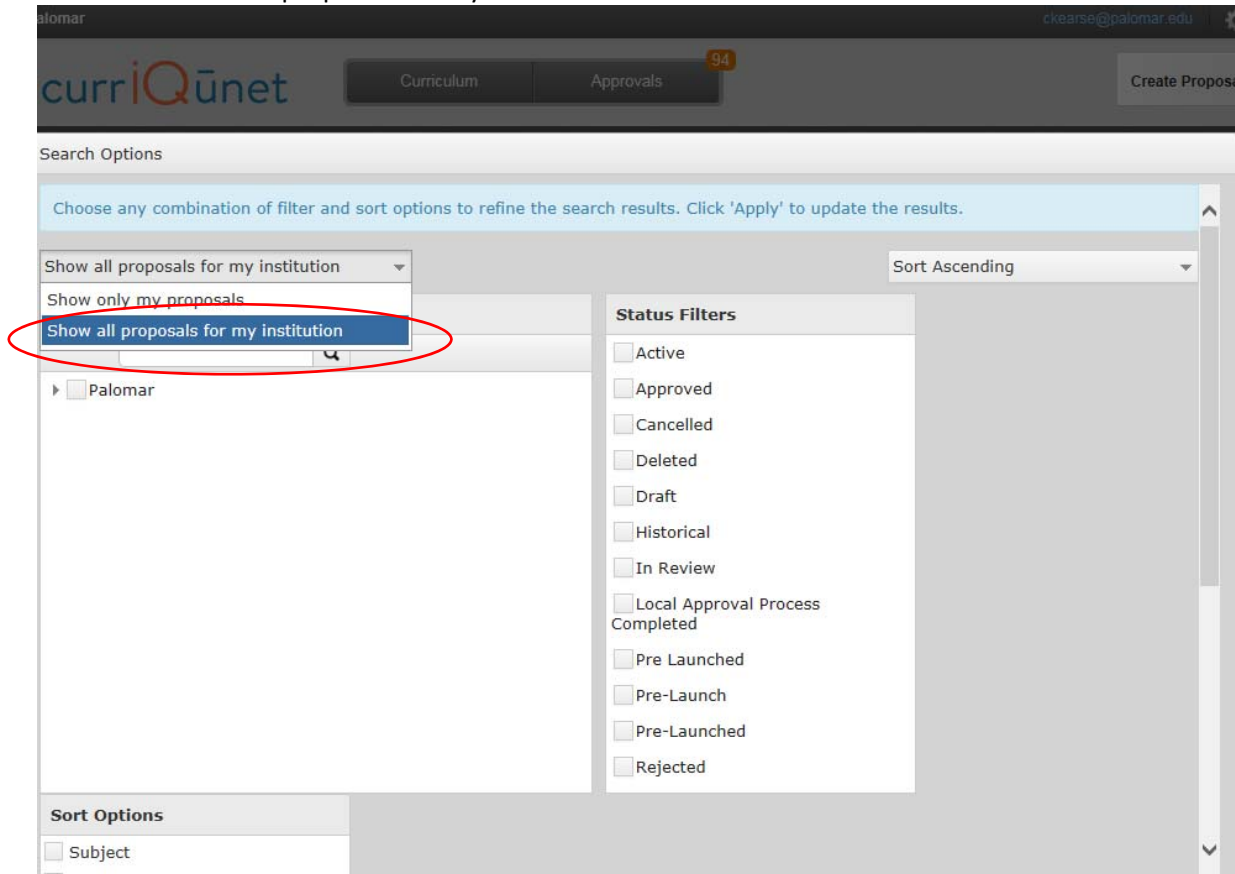 alomar ckearse@palomar.edu
94
currIQūnet Curriculum Approvals Create Proposa
Search Options
Choose any combination of filter and sort options to refine the search results. Click 'Apply' to update the results.
Show all proposals for my institution Sort Ascending
Show only my proposals
Show all proposals for my institution
Status Filters
Active
Palomar Approved
Cancelled
Deleted
Draft
Historical
In Review
Local Approval Process
Completed
Pre Launched
Pre-Launch
Pre-Launched
Rejected
Sort Options
Subject